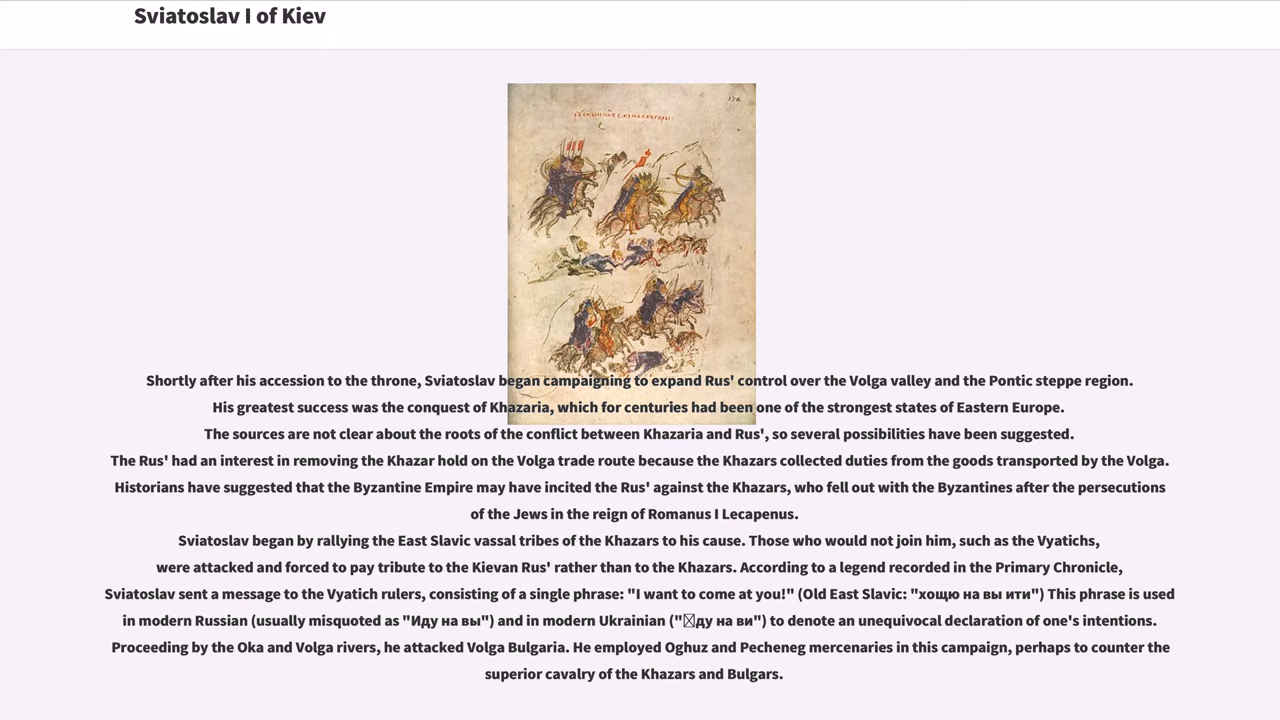 Sviatoslav I of Kiev
Shortly after his accession to the throne, Sviatoslav began campaigning to expand Rus' control over the Volga valley and the Pontic steppe region.
His greatest success was the conquest of Khazaria, which for centuries had been one of the strongest states of Eastern Europe.
The sources are not clear about the roots of the conflict between Khazaria and Rus', so several possibilities have been suggested.
The Rus' had an interest in removing the Khazar hold on the Volga trade route because the Khazars collected duties from the goods transported by the Volga.
Historians have suggested that the Byzantine Empire may have incited the Rus' against the Khazars, who fell out with the Byzantines after the persecutions
of the Jews in the reign of Romanus I Lecapenus.
Sviatoslav began by rallying the East Slavic vassal tribes of the Khazars to his cause. Those who would not join him, such as the Vyatichs,
were attacked and forced to pay tribute to the Kievan Rus' rather than to the Khazars. According to a legend recorded in the Primary Chronicle,
Sviatoslav sent a message to the Vyatich rulers, consisting of a single phrase: "I want to come at you!" (Old East Slavic: "хощю на вы ити") This phrase is used
in modern Russian (usually misquoted as "Иду на вы") and in modern Ukrainian ("ду на ви") to denote an unequivocal declaration of one's intentions.
Proceeding by the Oka and Volga rivers, he attacked Volga Bulgaria. He employed Oghuz and Pecheneg mercenaries in this campaign, perhaps to counter the
superior cavalry of the Khazars and Bulgars.